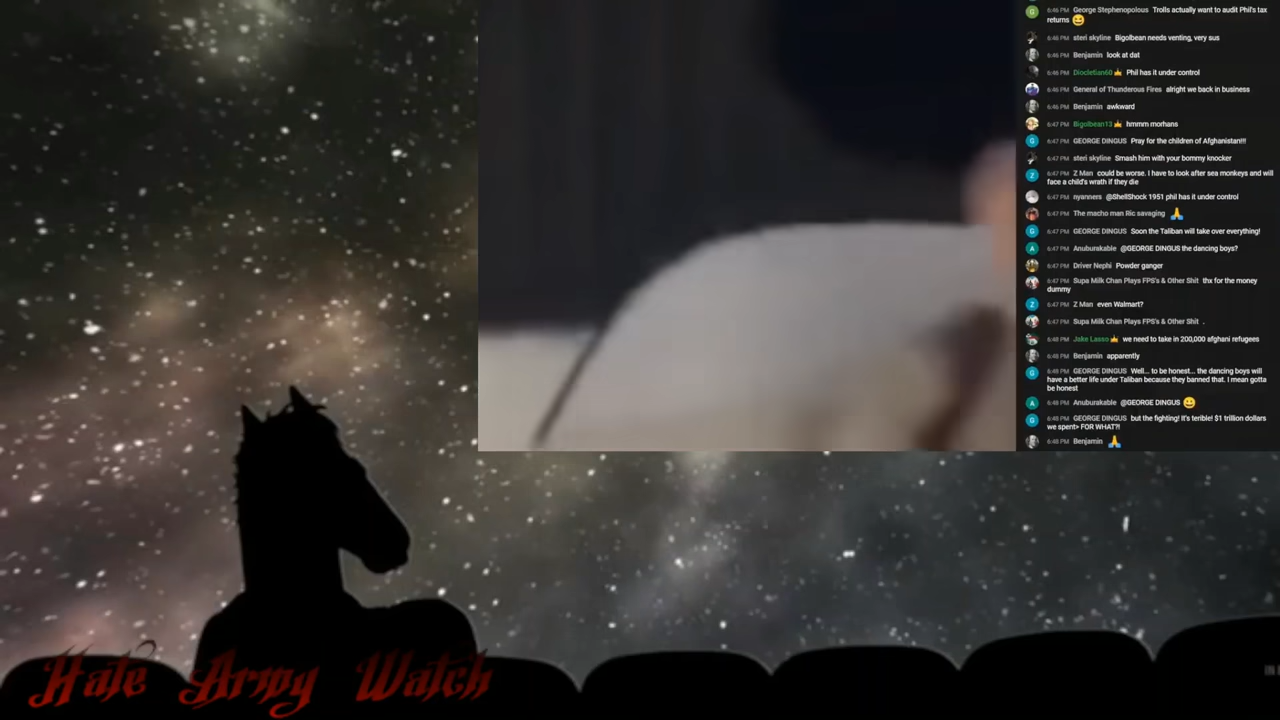 6:46 PM George Stephenopolous Trolls actually want to audit Phil's tax
returns 😄
6:46 PM steri skyline Bigolbean needs venting, very sus
6:46 PM Benjamin look at dat
6:46 PM Diocletian60 Phil has it under control
6:46 PM General of Thunderous Fires alright we back in business
6:46 PM Benjamin awkward
6:47 PM Bigolbean13 hmmm morhans
6:47 PM GEORGE DINGUS Pray for the children of Afghanistan!!!
6:47 PM steri skyline Smash him with your bommy knocker
6:47 PM Z Man could be worse. I have to look after sea monkeys and will
face a child's wrath if they die
6:47 PM nyanners @ShellShock 1951 phil has it under control
6:47 PM The macho man Ric savaging 🙏
6:47 PM GEORGE DINGUS Soon the Taliban will take over everything!
6:47 PM Anuburakable @GEORGE DINGUS the dancing boys?
6:47 PM Driver Nephi Powder ganger
6:47 PM Supa Milk Chan Plays FPS's & Other Shit thx for the money
dummy
6:47 PM Z Man even Walmart?
6:47 PM Supa Milk Chan Plays FPS's & Other Shit .
6:48 PM Jake Lasso we need to take in 200,000 afghani refugees
6:48 PM Benjamin apparently
6:48 PM GEORGE DINGUS Well... to be honest... the dancing boys will
have a better life under Taliban because they banned that. I mean gotta
be honest
6:48 PM Anuburakable @GEORGE DINGUS 😄
6:48 PM GEORGE DINGUS but the fighting! It's terible! $1 trillion dollars
we spent> FOR WHAT?!
6:48 PM Benjamin 🙏
Hate Army Watch